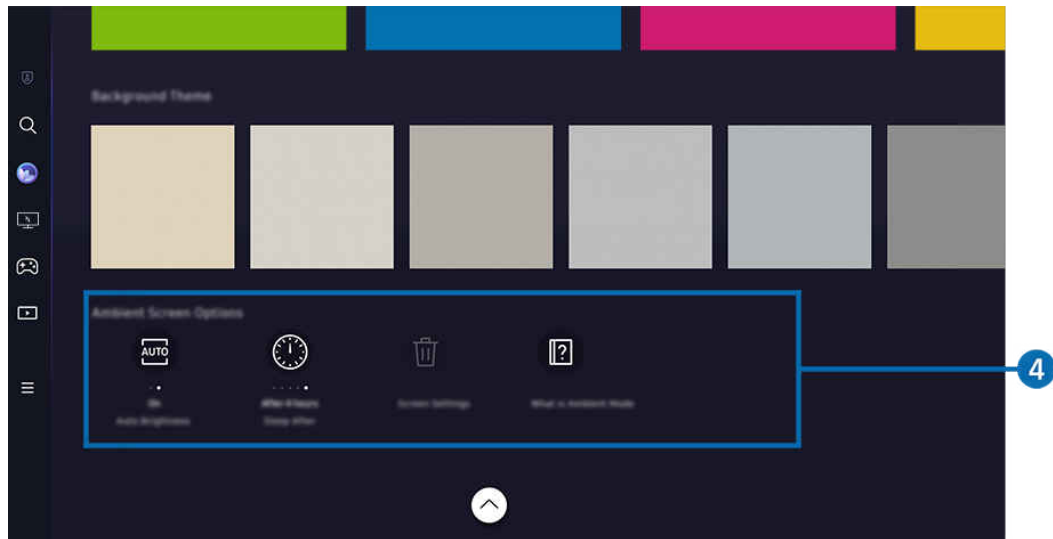 Background Theme
Ambient Screen Options
AUTO
?
On
After 4 hours
Auto Brightness
Sleep After
Screen Settings
What is Ambient Mode
4